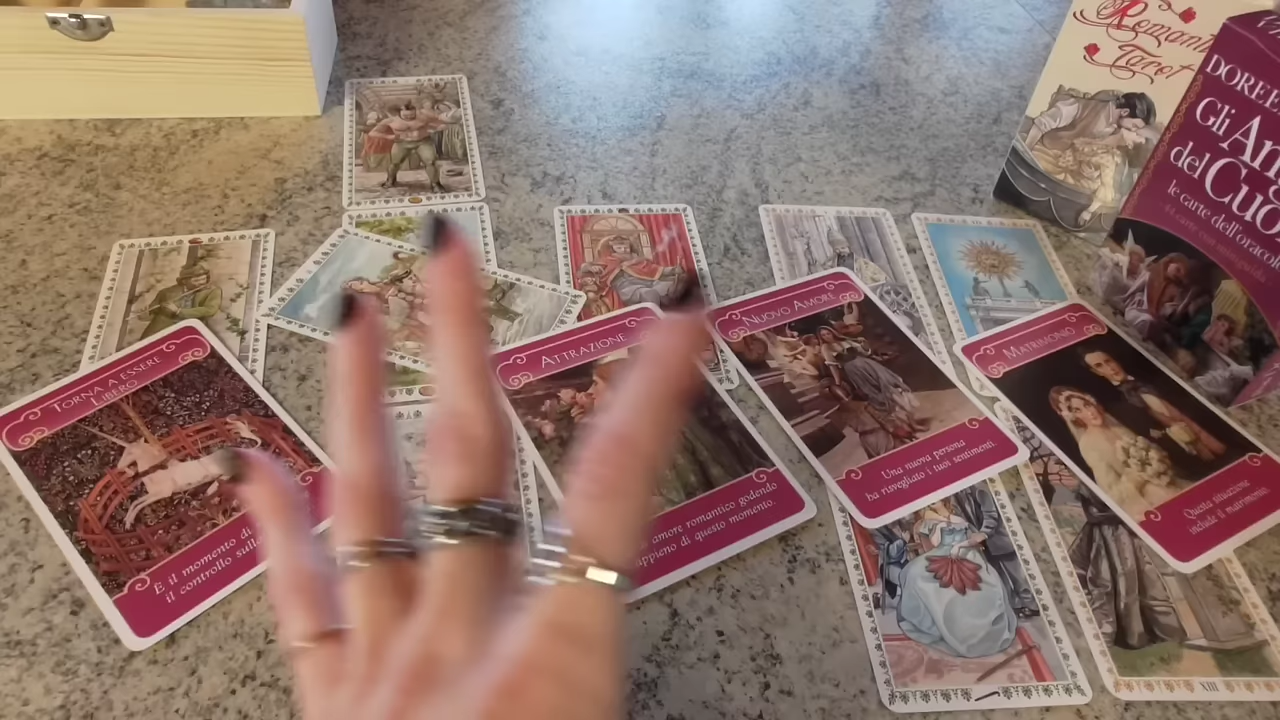 Romantic
Tarot
DOREEN
Gli An
del Cuo
le carte dell'oracolo
TORNA A ESSERE
LIBERO
È il momento di
il controllo sull
ATTRAZIONE
amore romantico godendo
appieno di questo momento.
NUOVO AMORE
Una nuova persona
ha risvegliato i tuoi sentimenti.
MATRIMONIO
Questa situazione
include il matrimonio.
XIII